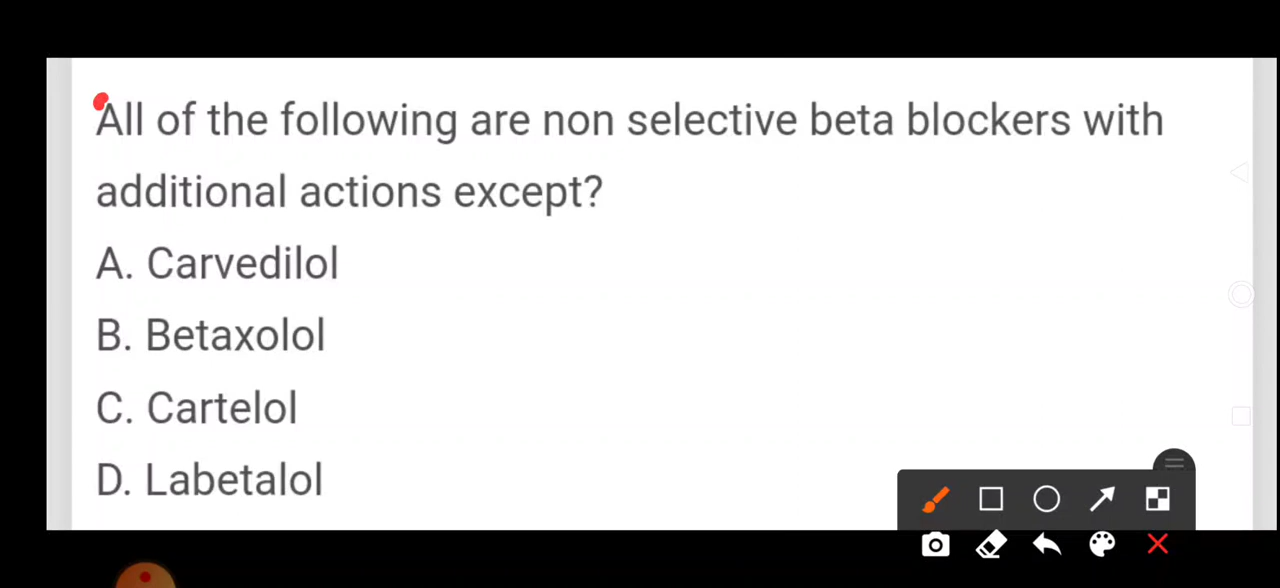 All of the following are non selective beta blockers with
additional actions except?
A. Carvedilol
B. Betaxolol
C. Cartelol
D. Labetalol